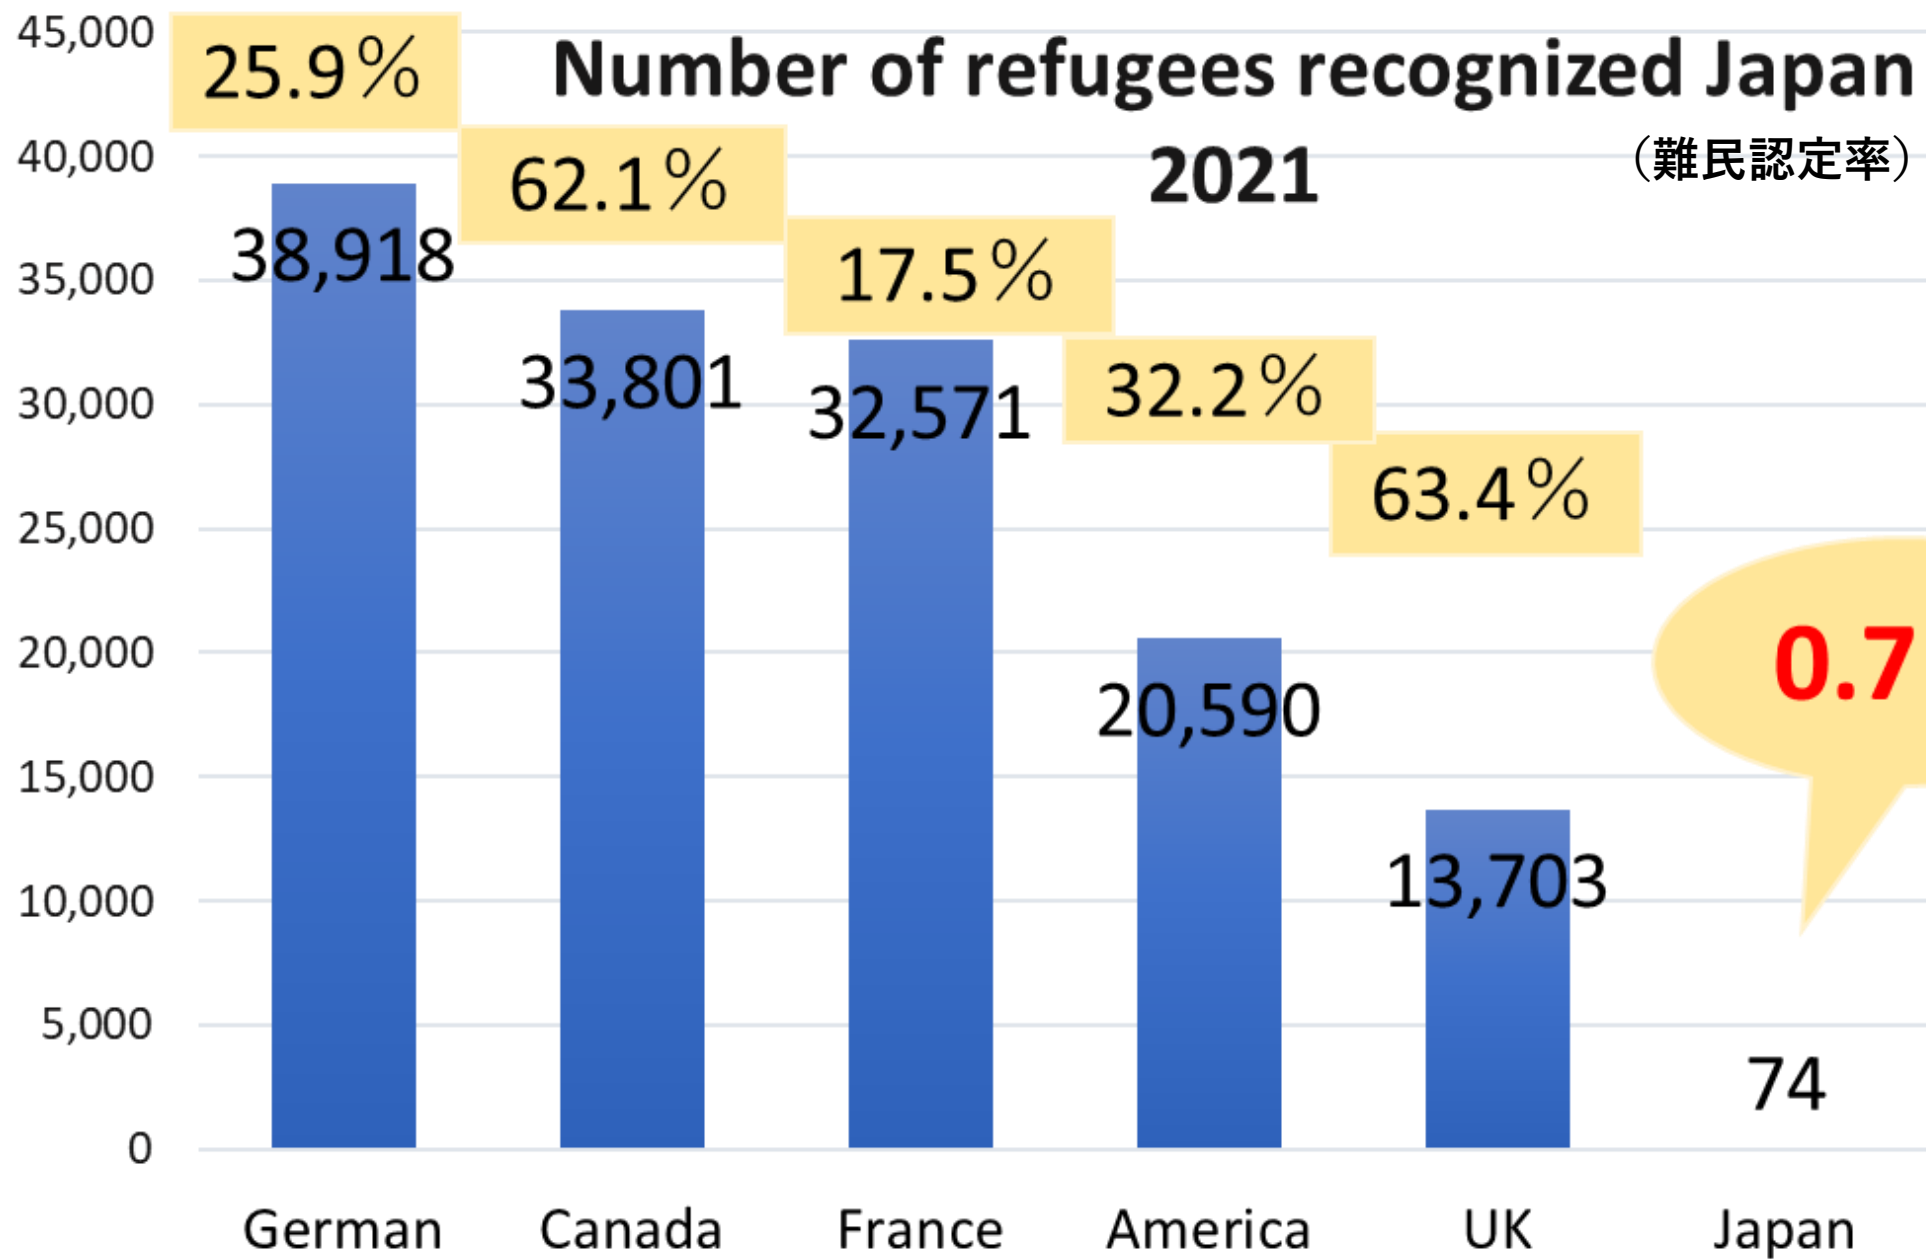 Number of refugees recognized Japan
2021
（難民認定率）
45,000
40,000
35,000
30,000
25,000
20,000
15,000
10,000
5,000
0
25.9％
62.1％
17.5％
32.2％
63.4％
0.7
38,918
33,801
32,571
20,590
13,703
74
German
Canada
France
America
UK
Japan